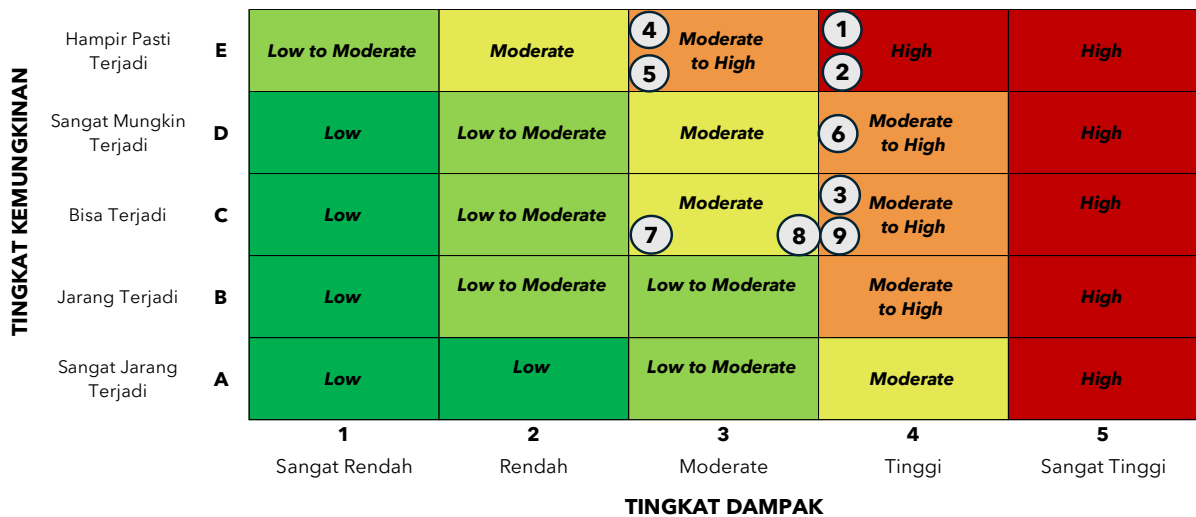 TINGKAT KEMUNGKINAN
Hampir Pasti
Terjadi
E
Low to Moderate
Moderate
4
5
Moderate
to High
1
2
High
High
Sangat Mungkin
Terjadi
D
Low
Low to Moderate
Moderate
6
Moderate
to High
High
Bisa Terjadi
C
Low
Low to Moderate
Moderate
7
8
3
9
Moderate
to High
High
Jarang Terjadi
B
Low
Low to Moderate
Low to Moderate
Moderate
to High
High
Sangat Jarang
Terjadi
A
Low
Low
Low to Moderate
Moderate
High
1
2
3
4
5
Sangat Rendah
Rendah
Moderate
Tinggi
Sangat Tinggi
TINGKAT DAMPAK